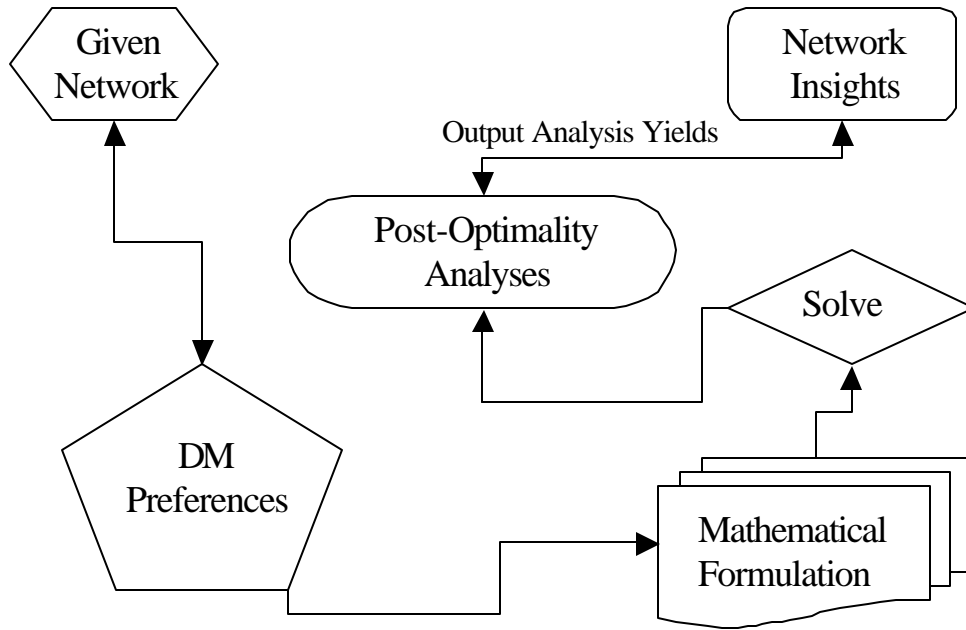 Given
Network
Network
Insights
Output Analysis Yields
Post-Optimality
Analyses
Solve
DM
Preferences
Mathematical
Formulation